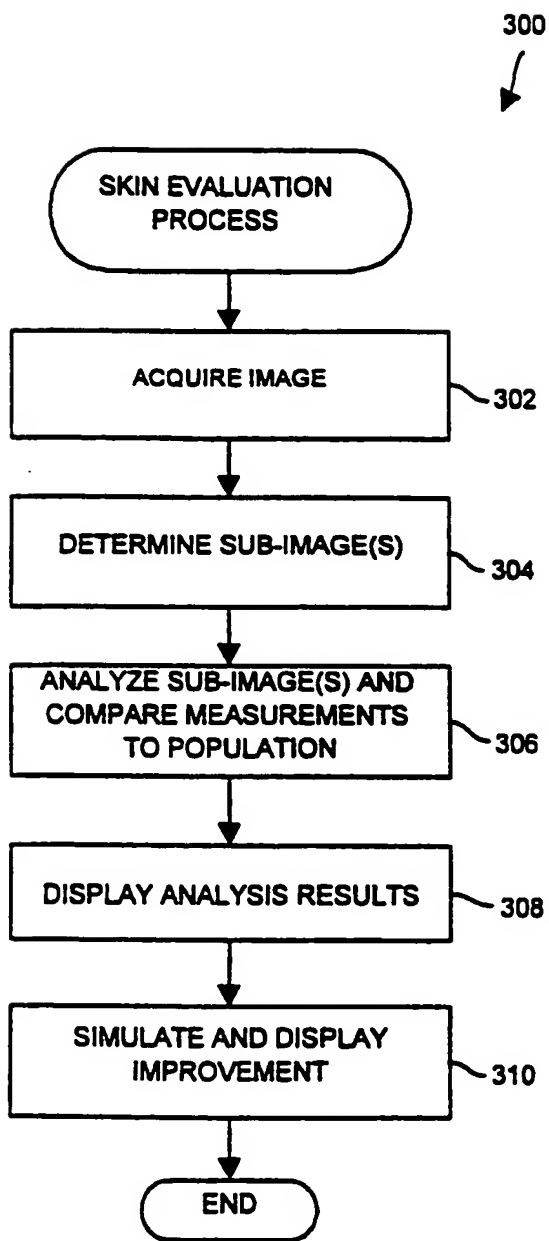 300
SKIN EVALUATION
PROCESS
ACQUIRE IMAGE
302
DETERMINE SUB-IMAGE(S)
304
ANALYZE SUB-IMAGE(S) AND
COMPARE MEASUREMENTS
TO POPULATION
306
DISPLAY ANALYSIS RESULTS
308
SIMULATE AND DISPLAY
IMPROVEMENT
310
END